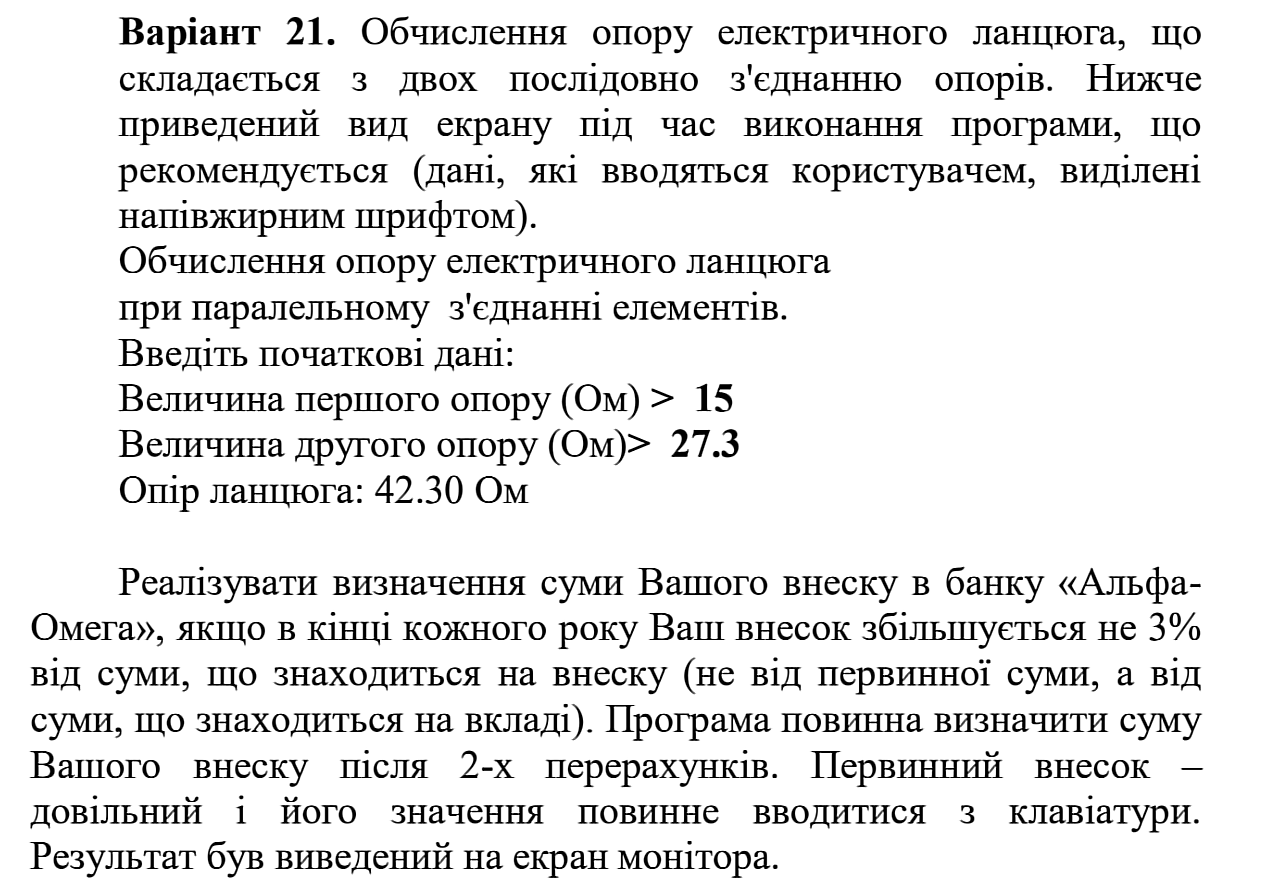 Варіант 21. Обчислення опору електричного ланцюга, що
складається з двох послідовно з'єднанню опорів. Нижче
приведений вид екрану під час виконання програми, що
рекомендується (дані, які вводяться користувачем, виділені
напівжирним шрифтом).
Обчислення опору електричного ланцюга
при паралельному з'єднанні елементів.
Введіть початкові дані:
Величина першого опору (Ом) > 15
Величина другого опору (Ом)> 27.3
Опір ланцюга: 42.30 Ом
Реалізувати визначення суми Вашого внеску в банку «Альфа-
Омега», якщо в кінці кожного року Ваш внесок збільшується не 3%
від суми, що знаходиться на внеску (не від первинної суми, а від
суми, що знаходиться на вкладі). Програма повинна визначити суму
Вашого внеску після 2-х перерахунків. Первинний внесок –
довільний і його значення повинне вводитися з клавіатури.
Результат був виведений на екран монітора.